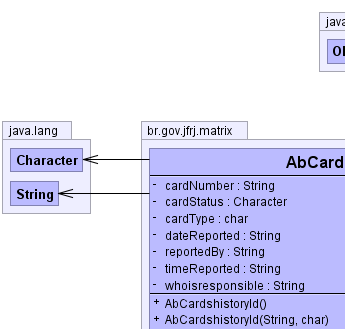 java
Ob
java.lang
br.gov.jfrj.matrix
Character
String
AbCard
- cardNumber : String
- cardStatus : Character
- cardType : char
- dateReported : String
- reportedBy : String
- timeReported : String
- whoisresponsible : String
+ AbCardshistoryId()
+ AbCardshistoryId(String, char)